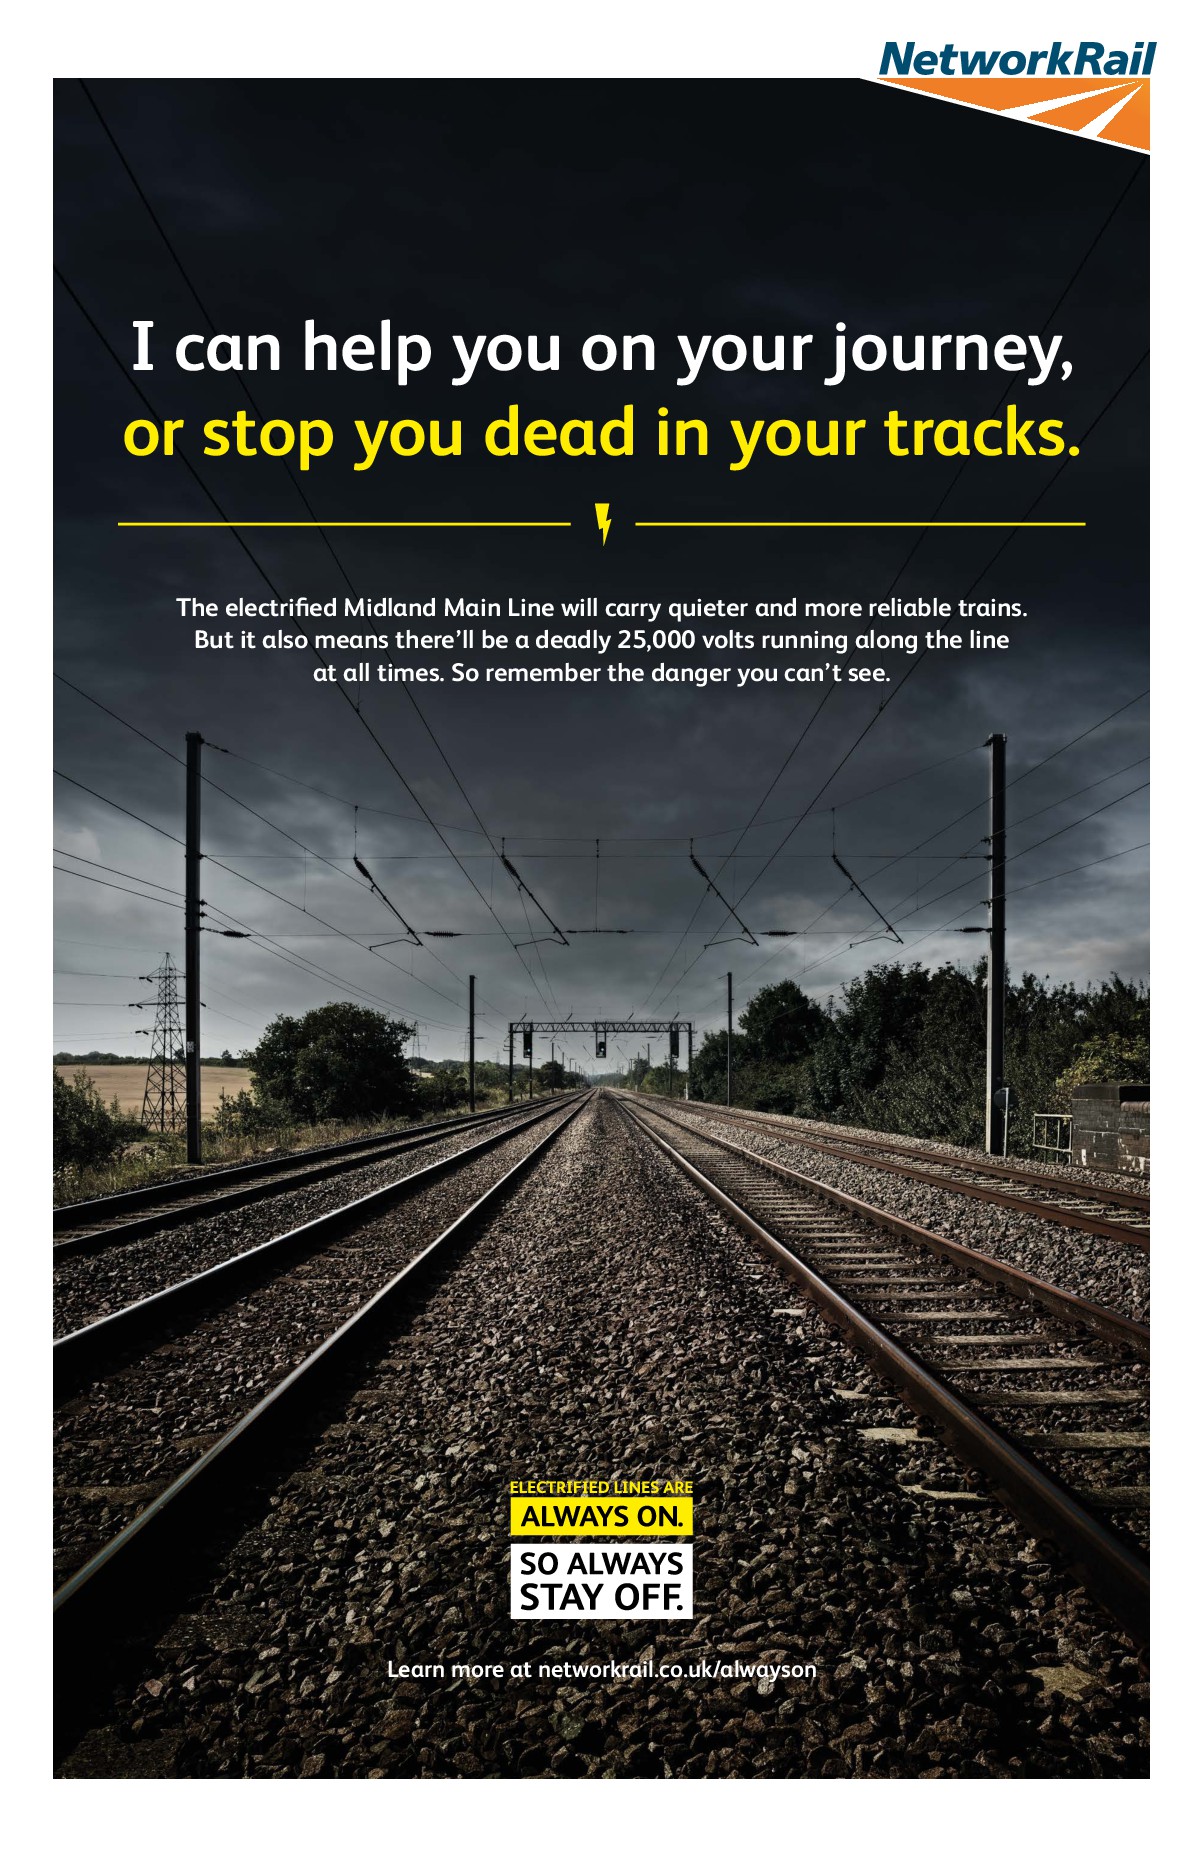 NetworkRail
I can help you on your journey,
or stop you dead in your tracks.
The electrified Midland Main Line will carry quieter and more reliable trains.
But it also means there’ll be a deadly 25,000 volts running along the line
at all times. So remember the danger you can’t see.
ELECTRIFIED LINES ARE
ALWAYS ON.
SO ALWAYS
STAY OFF.
Learn more at networkrail.co.uk/alwayson